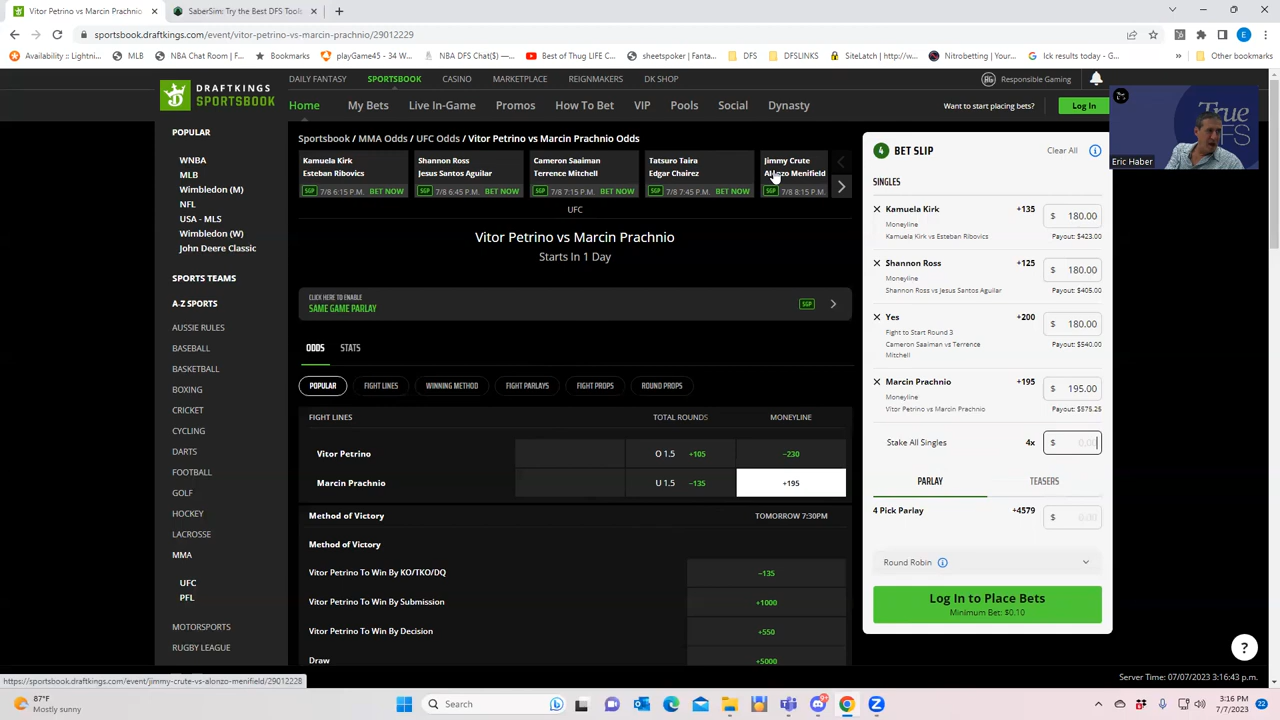 Vitor Petrino vs Marcin Prachnio
SaberSim: Try the Best DFS Tools
sportsbook.draftkings.com/event/vitor-petrino-vs-marcin-prachnio/29012229
Availability :: Lightnin...
MLB
NBA Chat Room | F...
Bookmarks
playGame45 - 34 W...
NBA DFS Chat($) —...
Best of Thug LIFE C...
sheetspoker : Pantas...
DFS
DFSLINKS
SiteLatch | http://w...
Nitrobetting | Your...
Ick results today - G...
Other bookmarks
DAILY FANTASY
SPORTSBOOK
CASINO
MARKETPLACE
REIGNMAKERS
DK SHOP
RG Responsible Gaming
DRAFTKINGS
SPORTSBOOK
Home
My Bets
Live In-Game
Promos
How To Bet
VIP
Pools
Social
Dynasty
Want to start placing bets?
Log In
True
DFS
Eric Haber
POPULAR
WNBA
MLB
Wimbledon (M)
NFL
USA - MLS
Wimbledon (W)
John Deere Classic
SPORTS TEAMS
A-Z SPORTS
AUSSIE RULES
BASEBALL
BASKETBALL
BOXING
CRICKET
CYCLING
DARTS
FOOTBALL
GOLF
HOCKEY
LACROSSE
MMA
UFC
PFL
MOTORSPORTS
RUGBY LEAGUE
Sportsbook / MMA Odds / UFC Odds / Vitor Petrino vs Marcin Prachnio Odds
Kamuela Kirk
Esteban Ribovics
SGP 7/8 6:15 P.M. BET NOW
Shannon Ross
Jesus Santos Aguilar
SGP 7/8 6:45 P.M. BET NOW
Cameron Saaiman
Terrence Mitchell
SGP 7/8 7:15 P.M. BET NOW
Tatsuro Taira
Edgar Chairez
SGP 7/8 7:45 P.M. BET NOW
Jimmy Crute
Alonzo Menifield
SGP 7/8 8:15 P.M.
UFC
Vitor Petrino vs Marcin Prachnio
Starts In 1 Day
CLICK HERE TO ENABLE
SAME GAME PARLAY
SGP
ODDS
STATS
POPULAR
FIGHT LINES
WINNING METHOD
FIGHT PARLAYS
FIGHT PROPS
ROUND PROPS
FIGHT LINES
TOTAL ROUNDS
MONEYLINE
Vitor Petrino
O 1.5 +105
−230
Marcin Prachnio
U 1.5 −135
+195
Method of Victory
TOMORROW 7:30PM
Method of Victory
Vitor Petrino To Win By KO/TKO/DQ
−135
Vitor Petrino To Win By Submission
+1000
Vitor Petrino To Win By Decision
+550
Draw
+5000
4 BET SLIP
Clear All
SINGLES
Kamuela Kirk
+135
$ 180.00
Moneyline
Kamuela Kirk vs Esteban Ribovics
Payout: $423.00
Shannon Ross
+125
$ 180.00
Moneyline
Shannon Ross vs Jesus Santos Aguilar
Payout: $405.00
Yes
+200
$ 180.00
Fight to Start Round 3
Cameron Saaiman vs Terrence
Mitchell
Payout: $540.00
Marcin Prachnio
+195
$ 195.00
Moneyline
Vitor Petrino vs Marcin Prachnio
Payout: $575.25
Stake All Singles
4x
$ 0.00
PARLAY
TEASERS
4 Pick Parlay
+4579
$ 0.00
Round Robin
Log In to Place Bets
Minimum Bet: $0.10
https://sportsbook.draftkings.com/event/jimmy-crute-vs-alonzo-menifield/29012228
Server Time: 07/07/2023 3:16:43 p.m.
87°F
Mostly sunny
Search
3:16 PM
7/7/2023
22